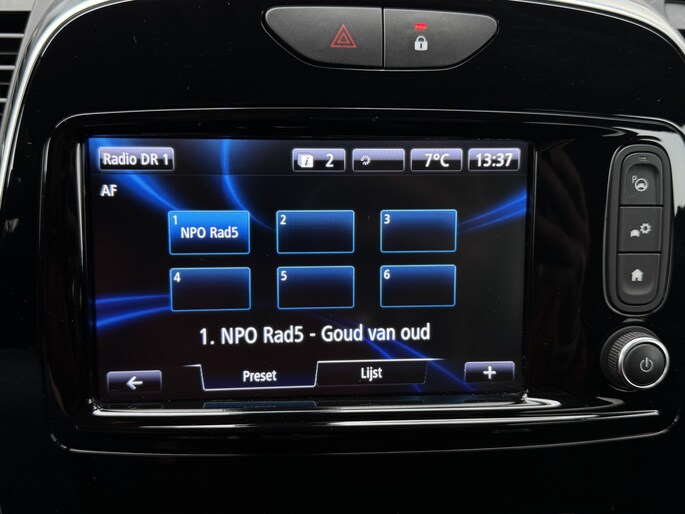 Radio DR 1
i 2
7°C
13:37
AF
1 NPO Rad5
2
3
4
5
6
1. NPO Rad5 - Goud van oud
Preset
Lijst
+
P